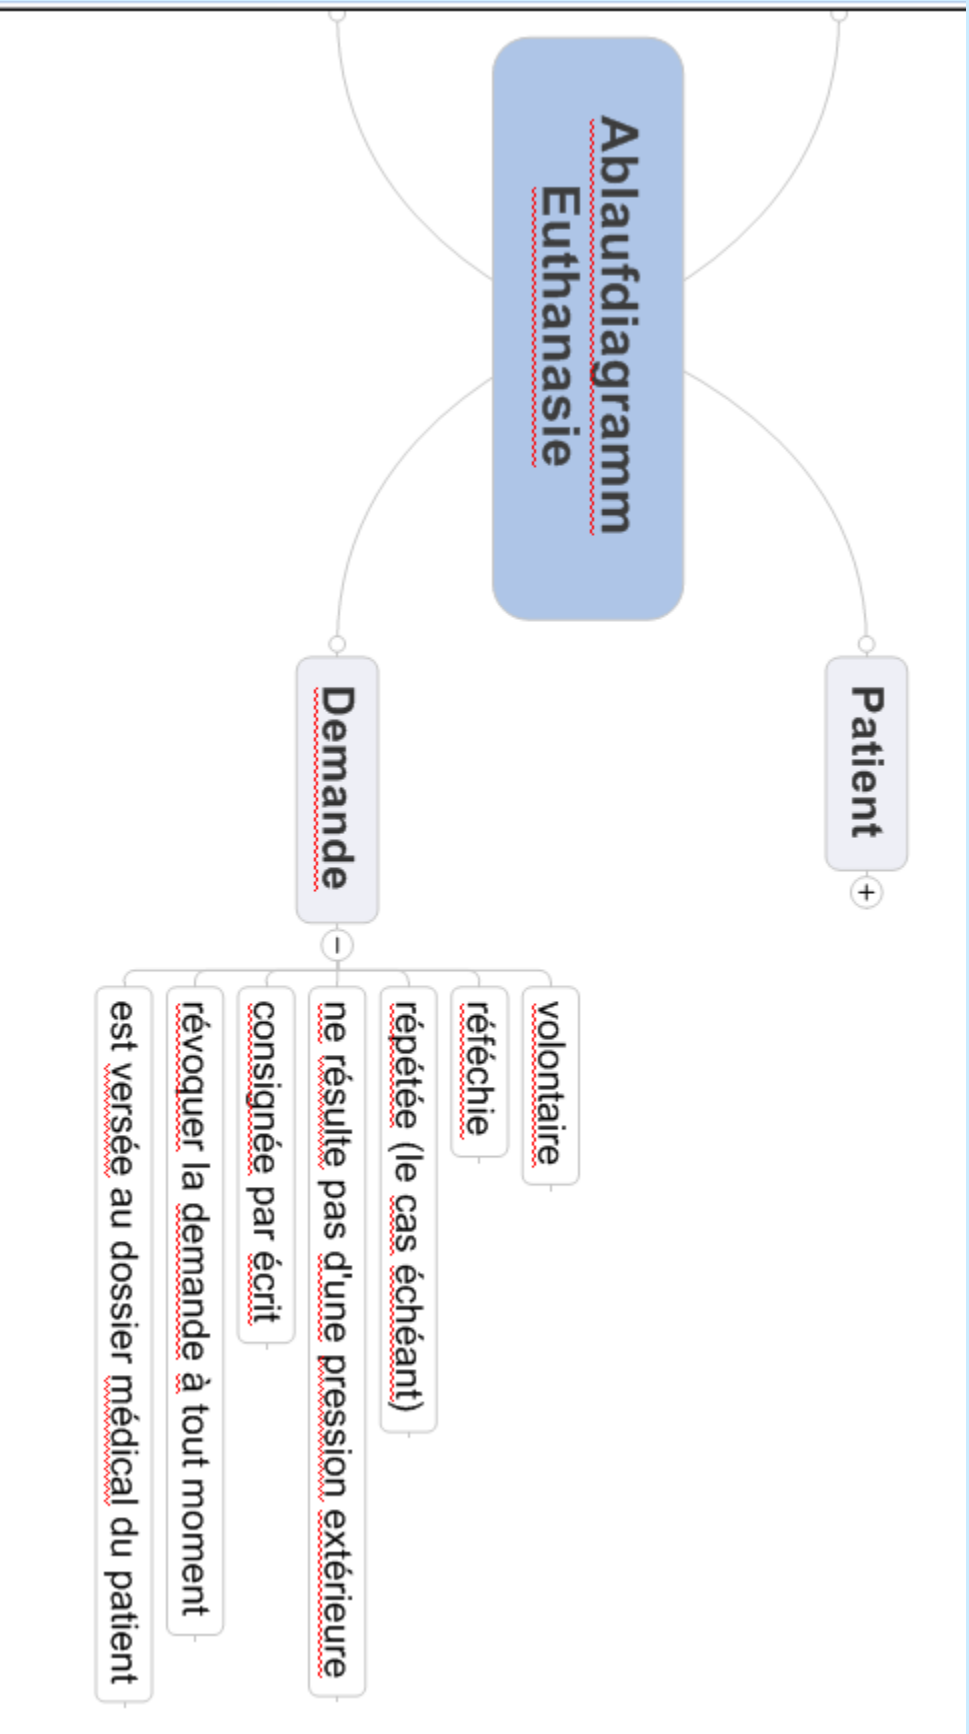 Ablaufdiagramm
Euthanasie
Patient
+
Demande
−
volontaire
réféchie
répétée (le cas échéant)
ne résulte pas d'une pression extérieure
consignée par écrit
révoquer la demande à tout moment
est versée au dossier médical du patient